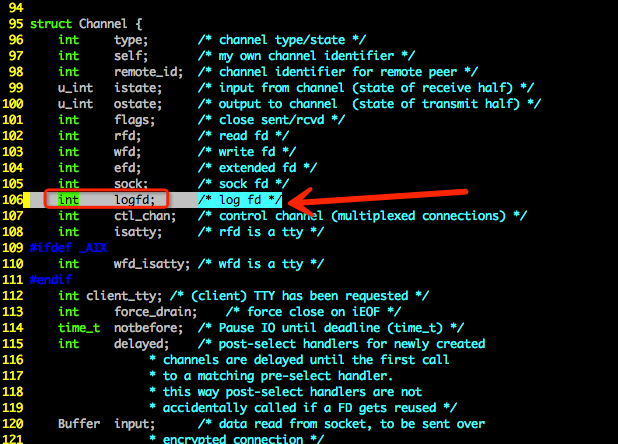 94
95 struct Channel {
96     int     type;       /* channel type/state */
97     int     self;       /* my own channel identifier */
98     int     remote_id;  /* channel identifier for remote peer */
99     u_int   istate;     /* input from channel (state of receive half) */
100    u_int   ostate;     /* output to channel  (state of transmit half) */
101    int     flags;      /* close sent/rcvd */
102    int     rfd;        /* read fd */
103    int     wfd;        /* write fd */
104    int     efd;        /* extended fd */
105    int     sock;       /* sock fd */
106    int     logfd;      /* log fd */
107    int     ctl_chan;   /* control channel (multiplexed connections) */
108    int     isatty;     /* rfd is a tty */
109 #ifdef _AIX
110    int     wfd_isatty; /* wfd is a tty */
111 #endif
112    int client_tty; /* (client) TTY has been requested */
113    int     force_drain;    /* force close on iEOF */
114    time_t  notbefore;  /* Pause IO until deadline (time_t) */
115    int     delayed;    /* post-select handlers for newly created
116                 * channels are delayed until the first call
117                 * to a matching pre-select handler.
118                 * this way post-select handlers are not
119                 * accidentally called if a FD gets reused */
120    Buffer  input;      /* data read from socket, to be sent over
121                 * encrypted connection */